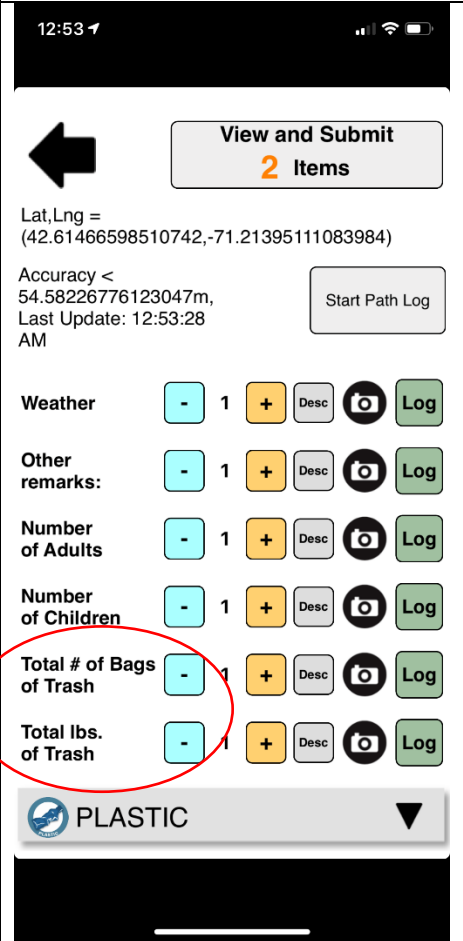 12:53
View and Submit
2 Items
Lat,Lng =
(42.61466598510742,-71.21395111083984)
Accuracy <
54.58226776123047m,
Last Update: 12:53:28
AM
Start Path Log
Weather - 1 + Desc Log
Other
remarks: - 1 + Desc Log
Number
of Adults - 1 + Desc Log
Number
of Children - 1 + Desc Log
Total # of Bags
of Trash - 1 + Desc Log
Total lbs.
of Trash - 1 + Desc Log
PLASTIC